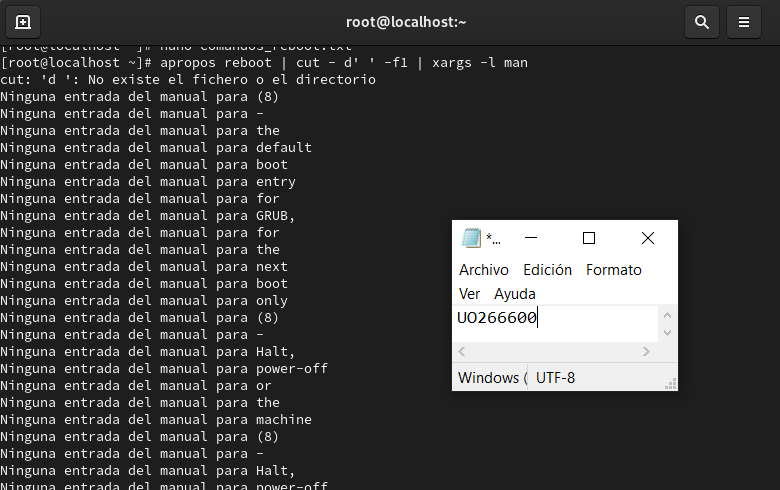 root@localhost:~
[root@localhost ~]# nano comandos_reboot.txt
[root@localhost ~]# apropos reboot | cut - d' ' -f1 | xargs -l man
cut: 'd ': No existe el fichero o el directorio
Ninguna entrada del manual para (8)
Ninguna entrada del manual para -
Ninguna entrada del manual para the
Ninguna entrada del manual para default
Ninguna entrada del manual para boot
Ninguna entrada del manual para entry
Ninguna entrada del manual para for
Ninguna entrada del manual para GRUB,
Ninguna entrada del manual para for
Ninguna entrada del manual para the
Ninguna entrada del manual para next
Ninguna entrada del manual para boot
Ninguna entrada del manual para only
Ninguna entrada del manual para (8)
Ninguna entrada del manual para -
Ninguna entrada del manual para Halt,
Ninguna entrada del manual para power-off
Ninguna entrada del manual para or
Ninguna entrada del manual para the
Ninguna entrada del manual para machine
Ninguna entrada del manual para (8)
Ninguna entrada del manual para -
Ninguna entrada del manual para Halt,
Ninguna entrada del manual para power-off
*...
Archivo Edición Formato
Ver Ayuda
UO266600
Windows ( UTF-8